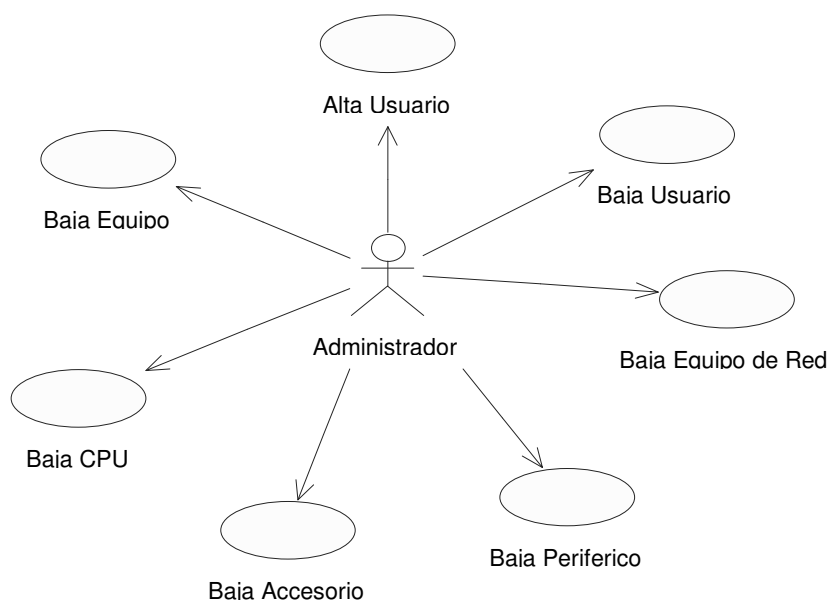 Alta Usuario
Baja Usuario
Baja Equipo
Administrador
Baja Equipo de Red
Baja CPU
Baja Periferico
Baja Accesorio